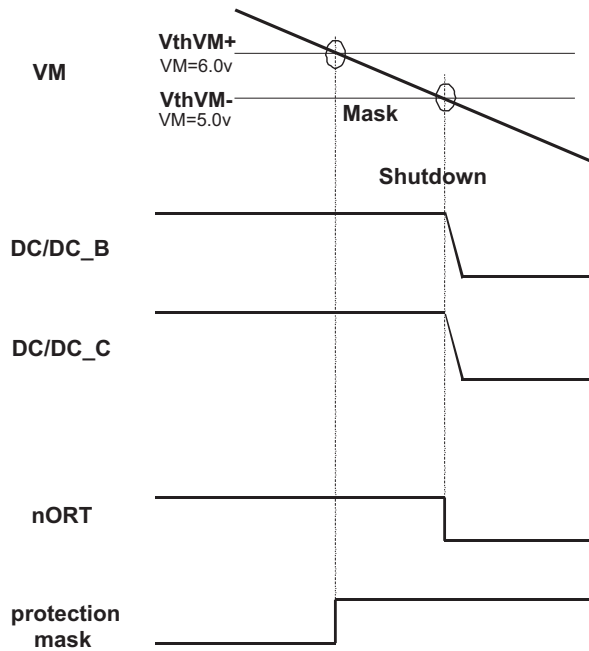 VthVM+
VM=6.0v
VM
VthVM-
VM=5.0v
Mask
Shutdown
DC/DC_B
DC/DC_C
nORT
protection
mask